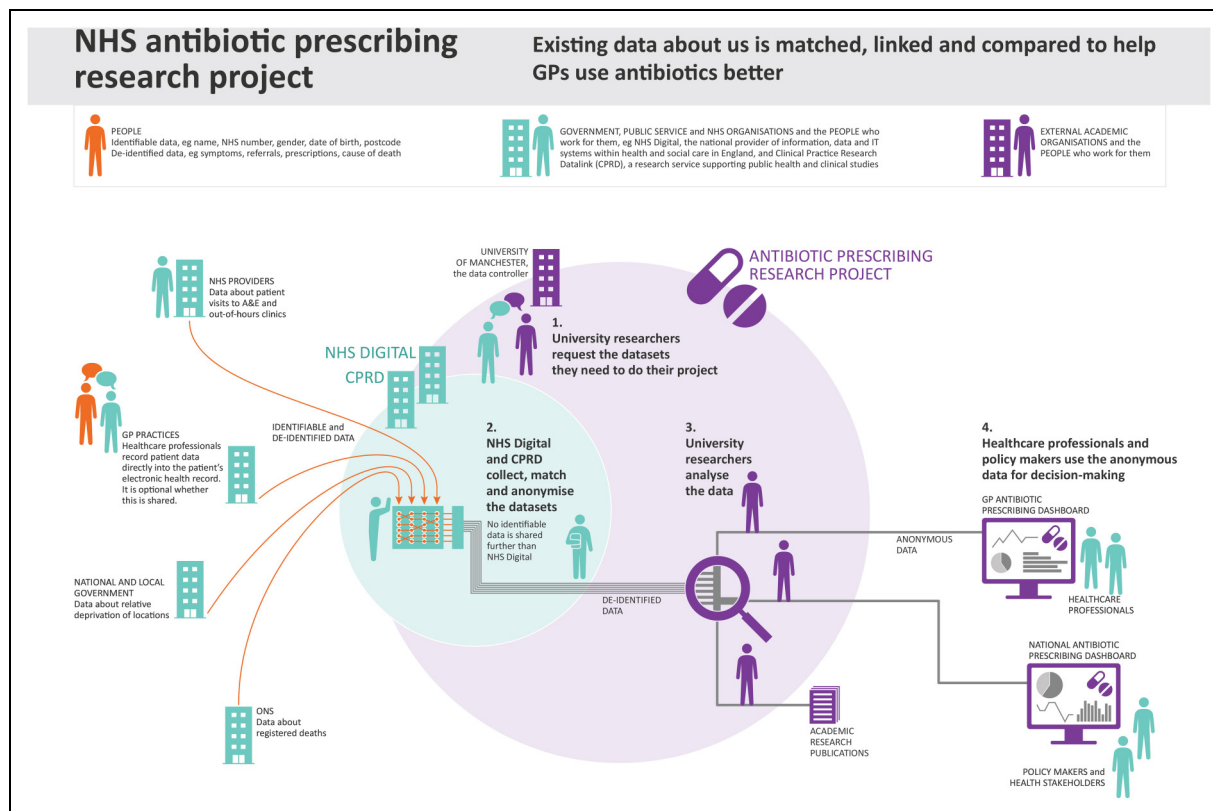 NHS antibiotic prescribing
research project
Existing data about us is matched, linked and compared to help
GPs use antibiotics better
PEOPLE
Identifiable data, eg name, NHS number, gender, date of birth, postcode
De-identified data, eg symptoms, referrals, prescriptions, cause of death
GOVERNMENT, PUBLIC SERVICE and NHS ORGANISATIONS and the PEOPLE who
work for them, eg NHS Digital, the national provider of information, data and IT
systems within health and social care in England, and Clinical Practice Research
Datalink (CPRD), a research service supporting public health and clinical studies
EXTERNAL ACADEMIC
ORGANISATIONS and the
PEOPLE who work for them
NHS PROVIDERS
Data about patient
visits to A&E and
out-of-hours clinics
UNIVERSITY
OF MANCHESTER,
the data controller
ANTIBIOTIC PRESCRIBING
RESEARCH PROJECT
1.
University researchers
request the datasets
they need to do their project
NHS DIGITAL
CPRD
GP PRACTICES
Healthcare professionals
record patient data
directly into the patient's
electronic health record.
It is optional whether
this is shared.
IDENTIFIABLE and
DE-IDENTIFIED DATA
2.
NHS Digital
and CPRD
collect, match
and anonymise
the datasets
No identifiable
data is shared
further than
NHS Digital
3.
University
researchers
analyse
the data
4.
Healthcare professionals and
policy makers use the anonymous
data for decision-making
GP ANTIBIOTIC
PRESCRIBING DASHBOARD
ANONYMOUS
DATA
HEALTHCARE
PROFESSIONALS
NATIONAL AND LOCAL
GOVERNMENT
Data about relative
deprivation of locations
DE-IDENTIFIED
DATA
NATIONAL ANTIBIOTIC
PRESCRIBING DASHBOARD
ONS
Data about
registered deaths
ACADEMIC
RESEARCH
PUBLICATIONS
POLICY MAKERS and
HEALTH STAKEHOLDERS